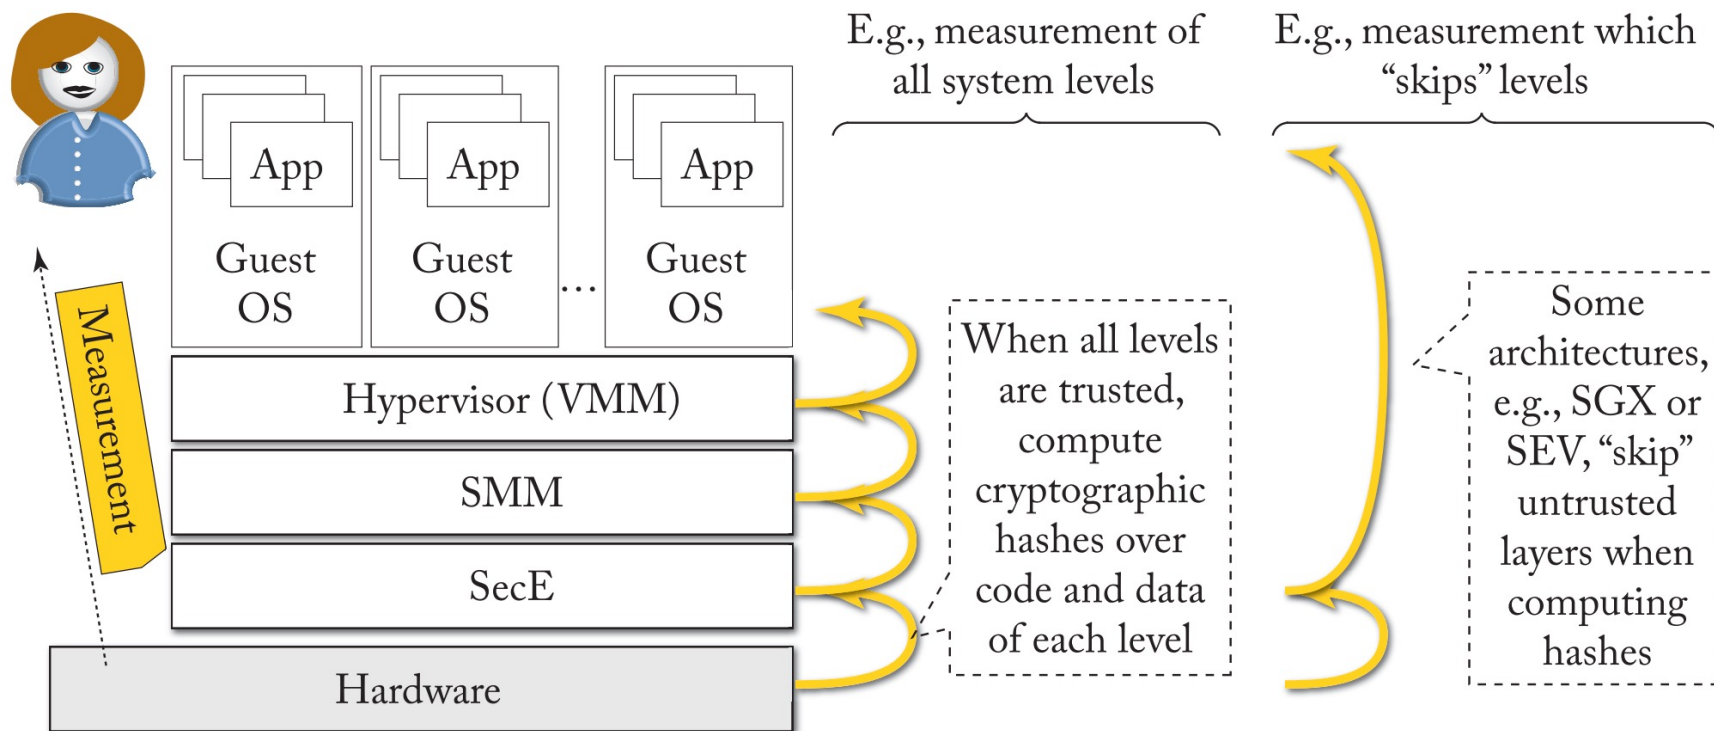 E.g., measurement of
all system levels
E.g., measurement which
“skips” levels
App
App
App
Guest
OS
Guest
OS
...
Guest
OS
Measurement
Hypervisor (VMM)
SMM
SecE
Hardware
When all levels
are trusted,
compute
cryptographic
hashes over
code and data
of each level
Some
architectures,
e.g., SGX or
SEV, “skip”
untrusted
layers when
computing
hashes